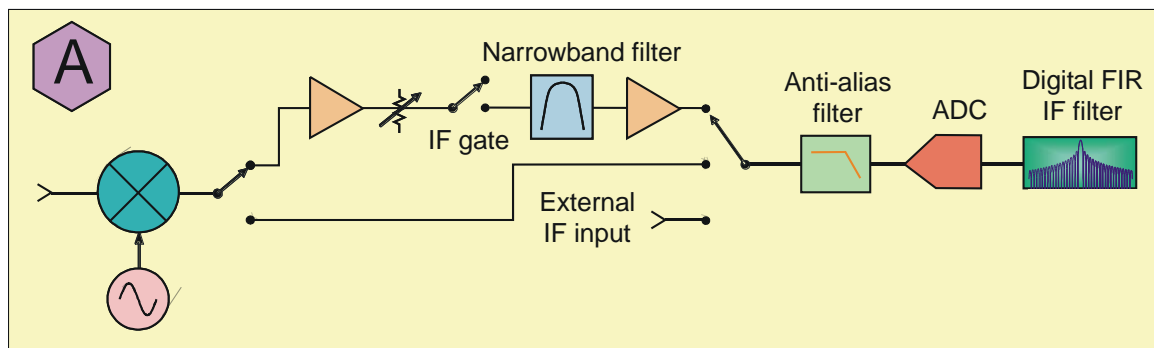 A
Narrowband filter
IF gate
External
IF input
Anti-alias
filter
ADC
Digital FIR
IF filter